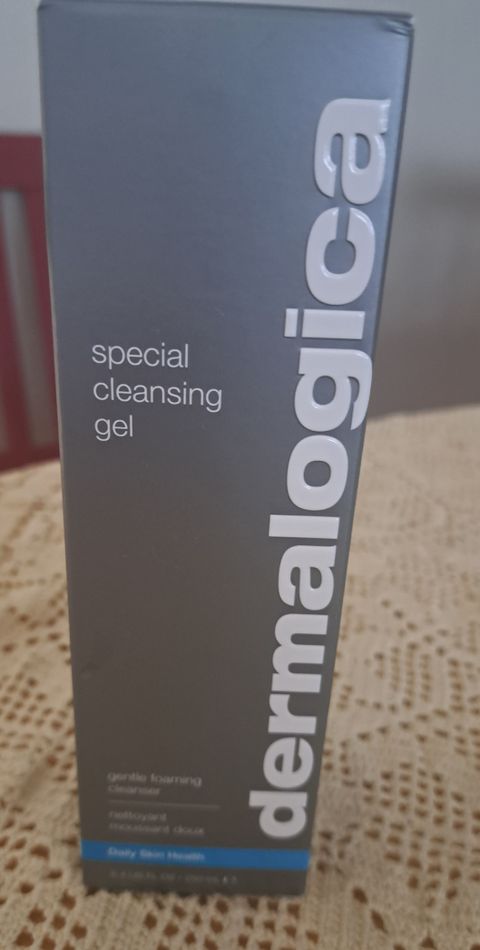 dermalogica
special
cleansing
gel
gentle foaming
cleanser
nettoyant
moussant doux
Daily Skin Health